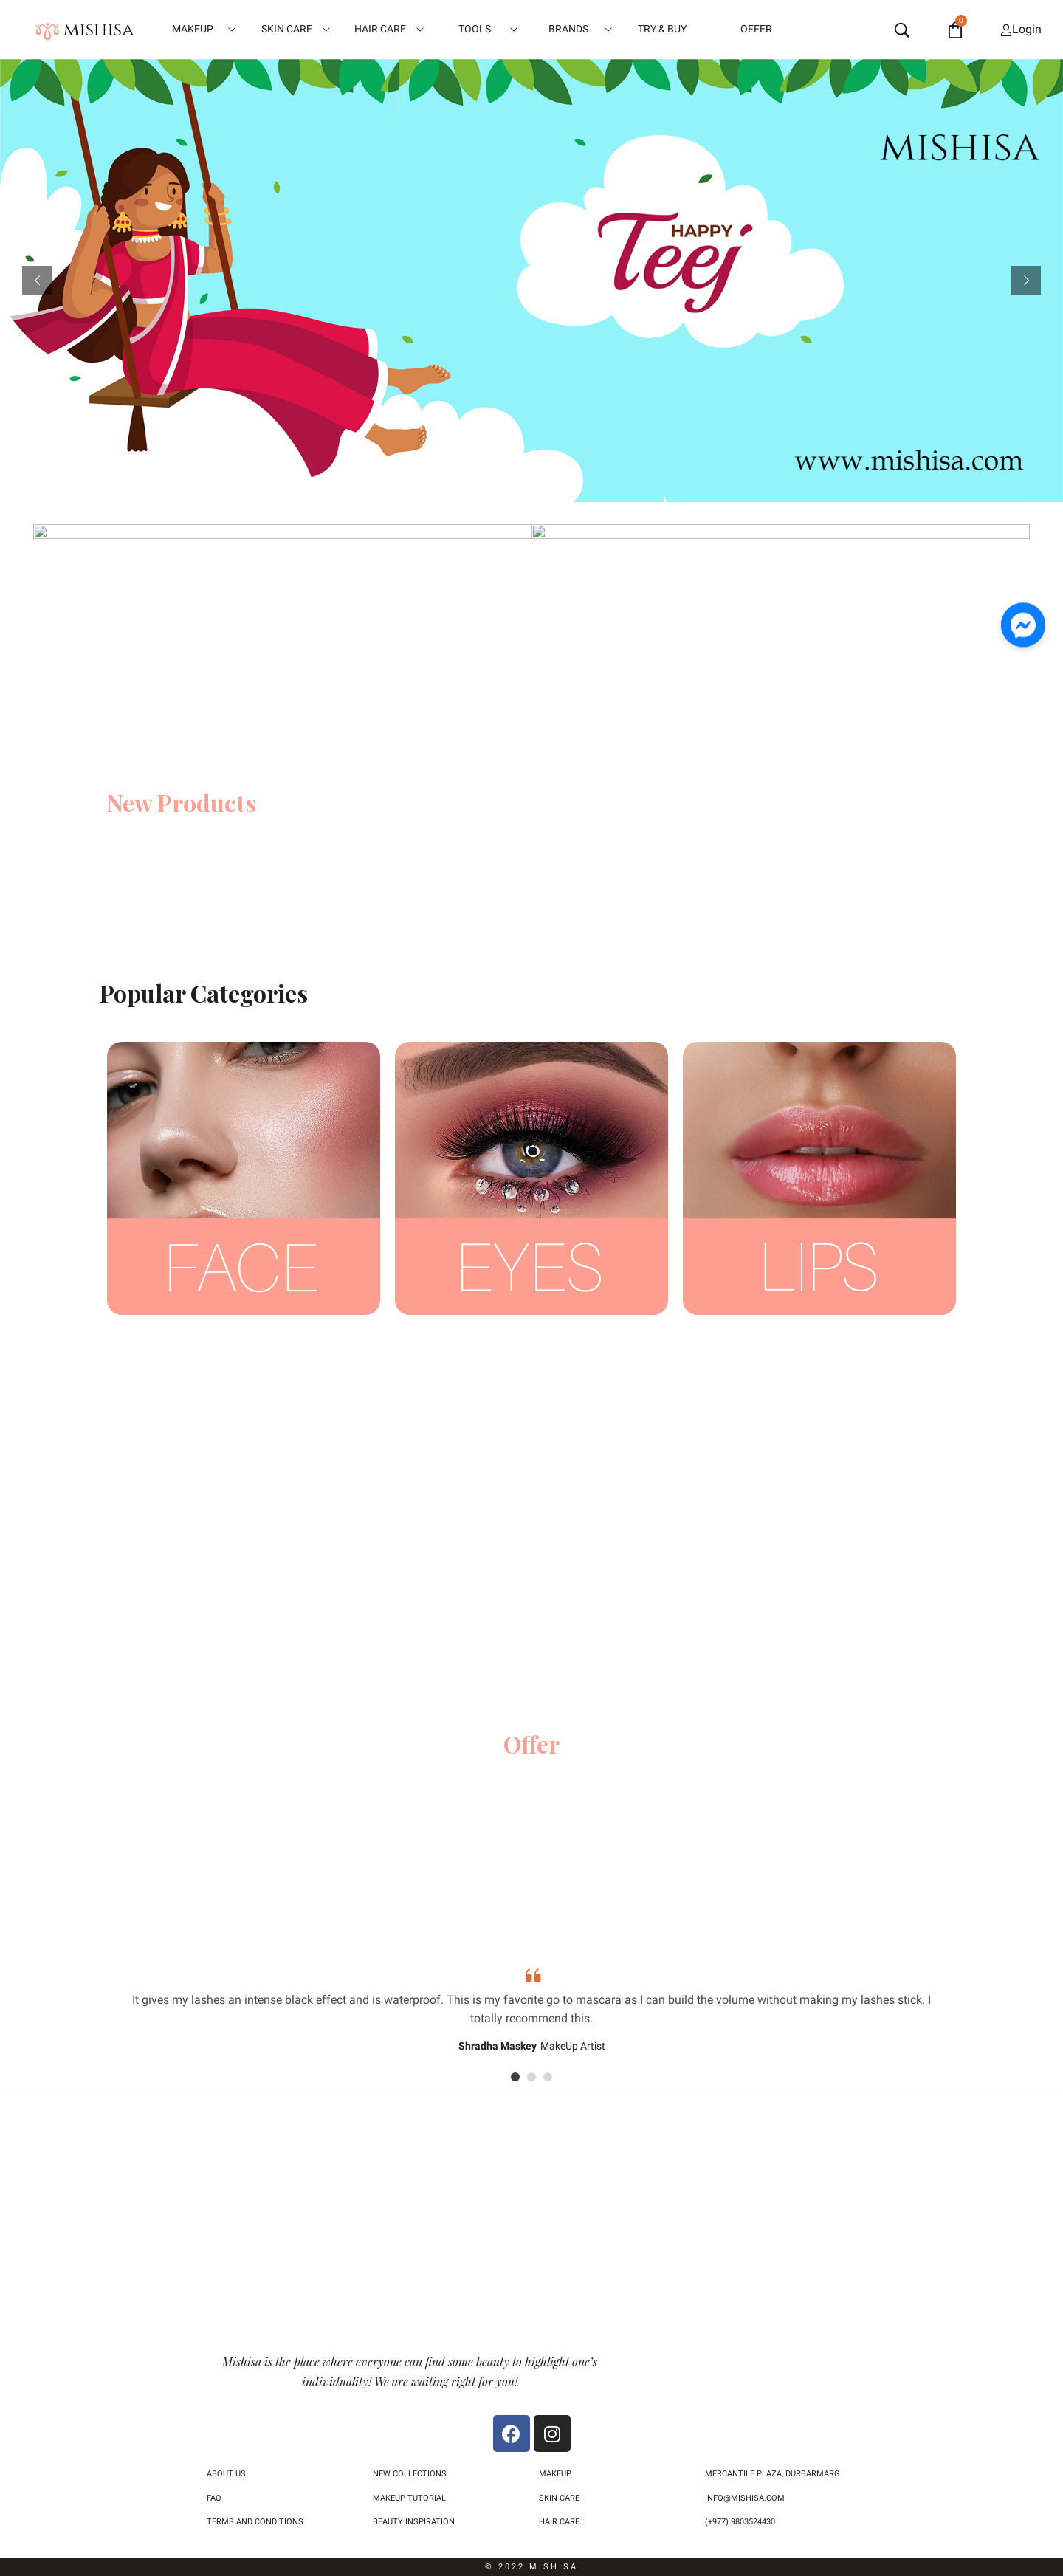 MISHISA
MAKEUP
SKIN CARE
HAIR CARE
TOOLS
BRANDS
TRY & BUY
OFFER
0
Login
MISHISA
HAPPY
Teej
www.mishisa.com
New Products
Popular Categories
FACE
EYES
LIPS
Offer
It gives my lashes an intense black effect and is waterproof. This is my favorite go to mascara as I can build the volume without making my lashes stick. I
totally recommend this.
Shradha Maskey MakeUp Artist
Mishisa is the place where everyone can find some beauty to highlight one's
individuality! We are waiting right for you!
ABOUT US
NEW COLLECTIONS
MAKEUP
MERCANTILE PLAZA, DURBARMARG
FAQ
MAKEUP TUTORIAL
SKIN CARE
INFO@MISHISA.COM
TERMS AND CONDITIONS
BEAUTY INSPIRATION
HAIR CARE
(+977) 9803524430
© 2022 MISHISA